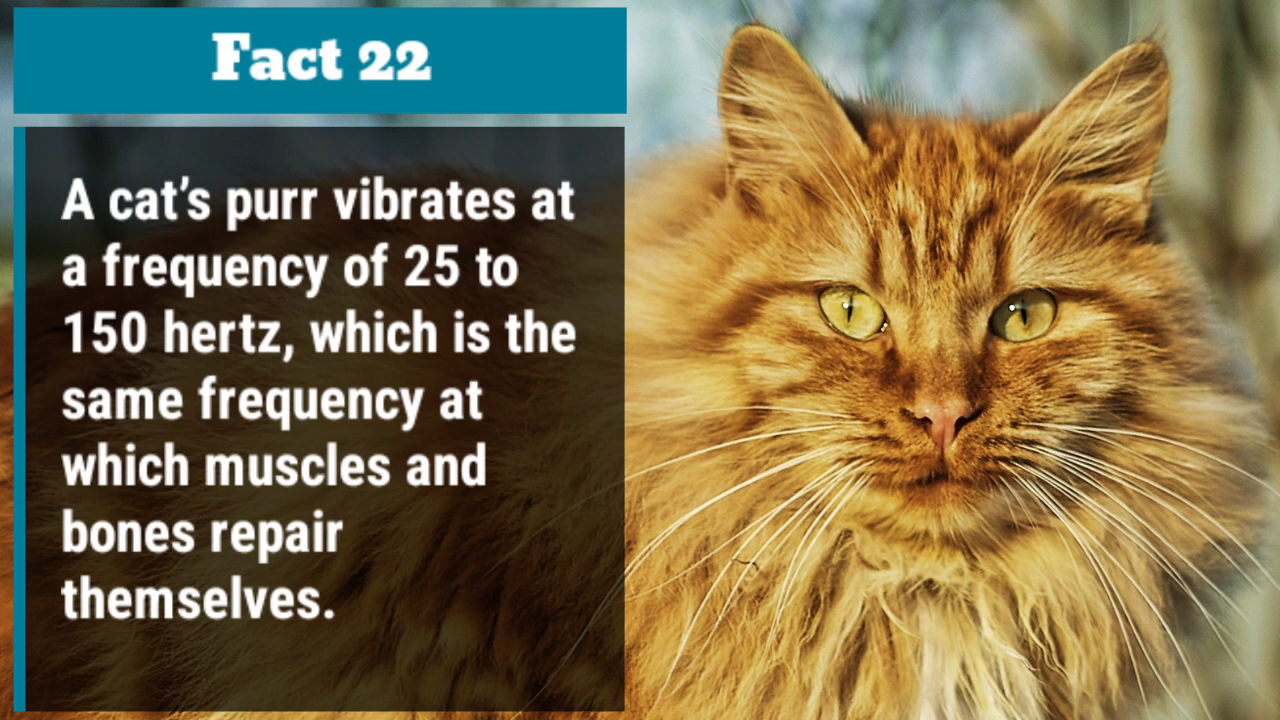 Fact 22
A cat’s purr vibrates at
a frequency of 25 to
150 hertz, which is the
same frequency at
which muscles and
bones repair
themselves.